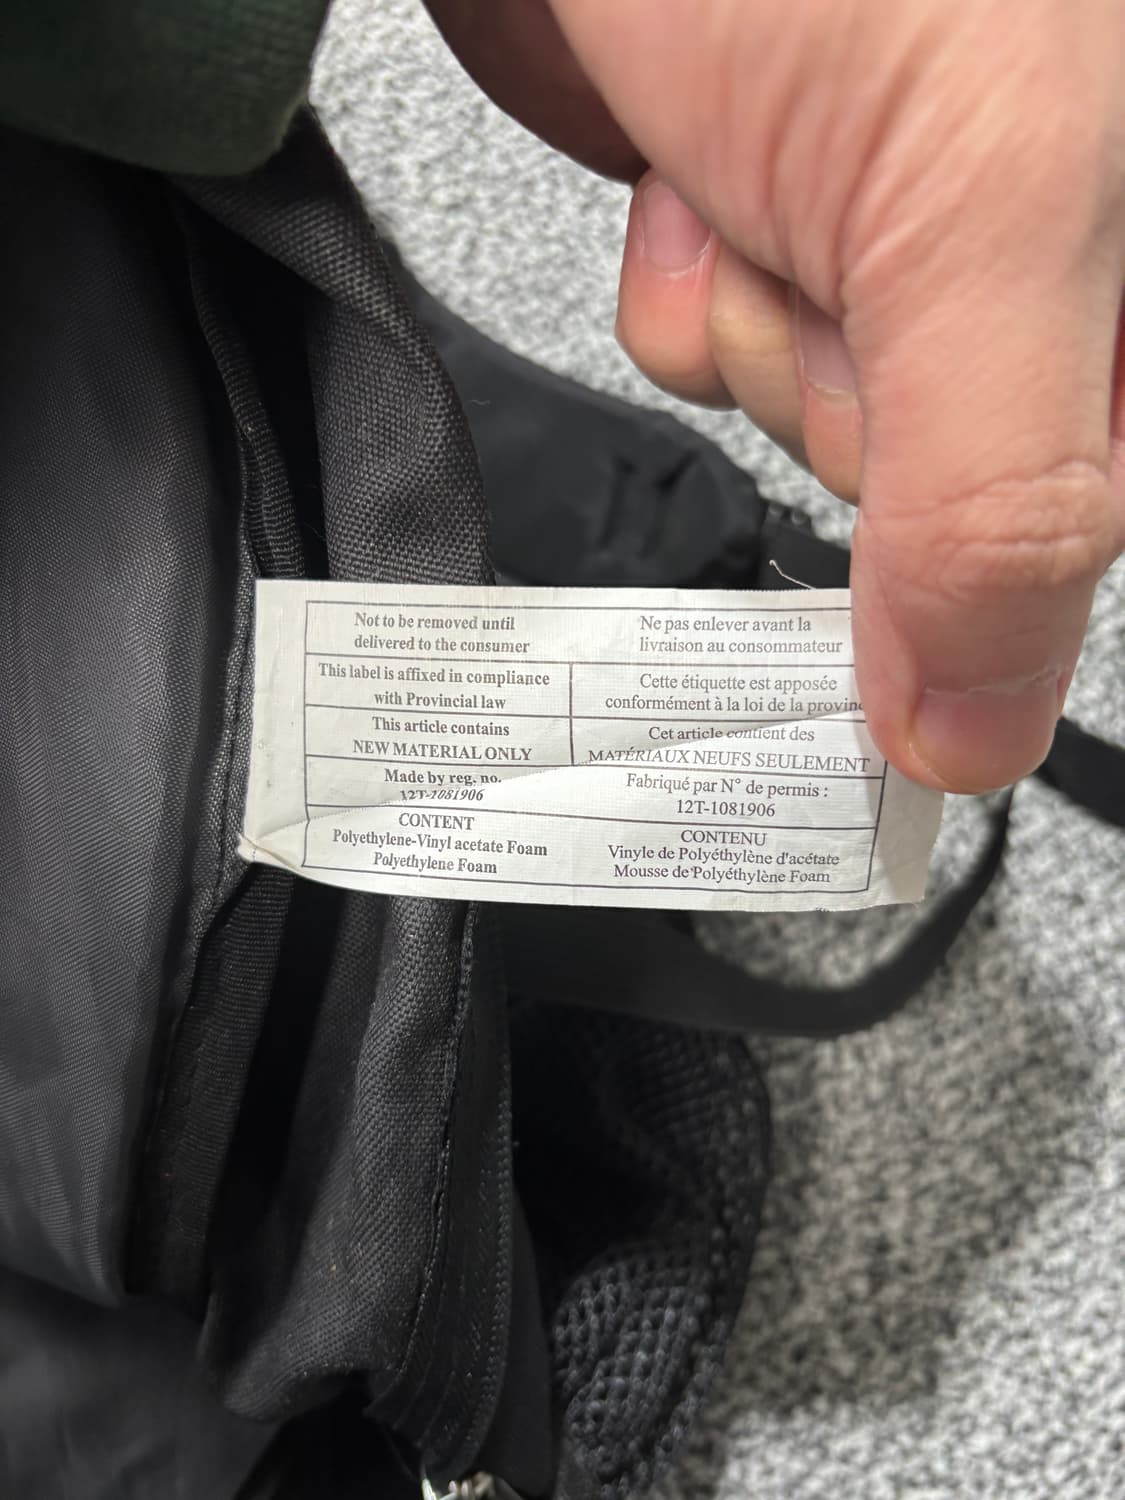 Not to be removed until
delivered to the consumer
Ne pas enlever avant la
livraison au consommateur
This label is affixed in compliance
with Provincial law
Cette étiquette est apposée
conformément à la loi de la provinc
This article contains
NEW MATERIAL ONLY
Cet article contient des
MATÉRIAUX NEUFS SEULEMENT
Made by reg. no.
12T-1081906
Fabriqué par N° de permis :
12T-1081906
CONTENT
Polyethylene-Vinyl acetate Foam
Polyethylene Foam
CONTENU
Vinyle de Polyéthylène d'acétate
Mousse de Polyéthylène Foam